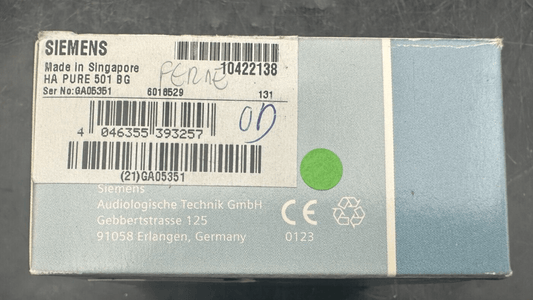 SIEMENS
Made in Singapore
10422138
HA PURE 501 BG
Ser No:GA05351 6018529 131
OD
4 046355 393257
(21)GA05351
Siemens
Audiologische Technik GmbH
Gebbertstrasse 125
91058 Erlangen, Germany
CE
0123